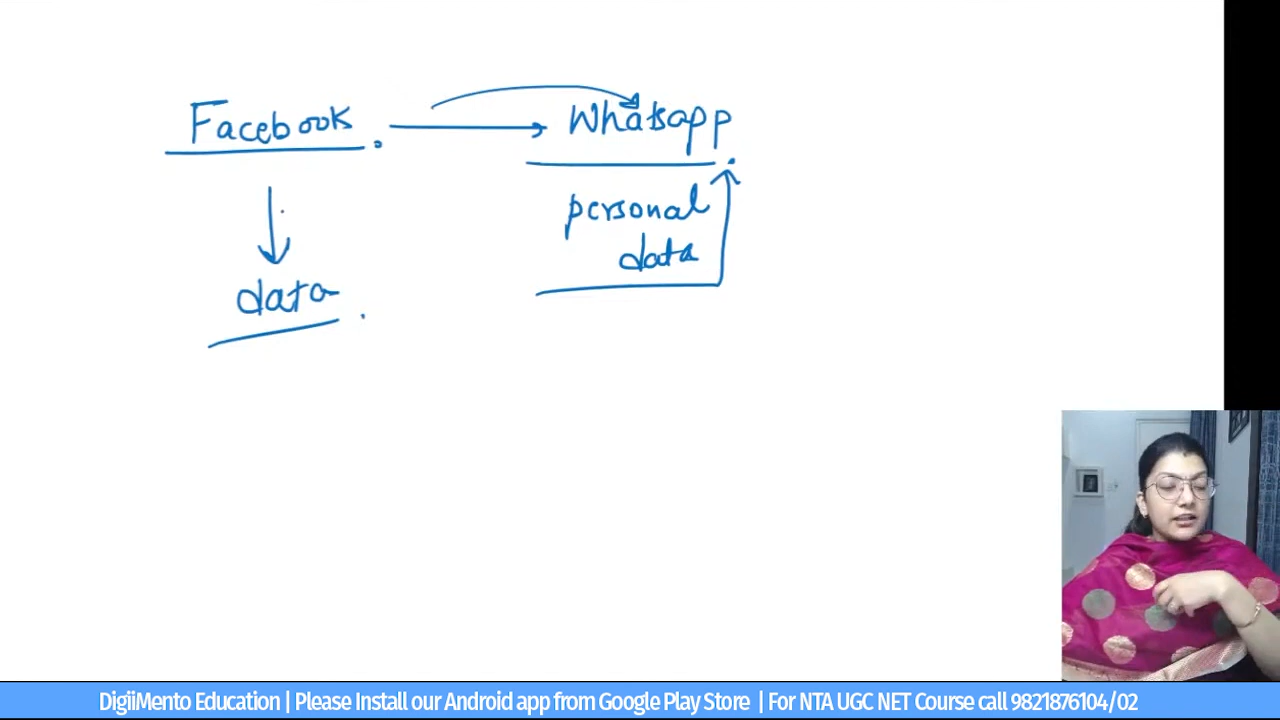 Facebook. Whatsapp.
personal
data
data.
DigiiMento Education | Please Install our Android app from Google Play Store | For NTA UGC NET Course call 9821876104/02